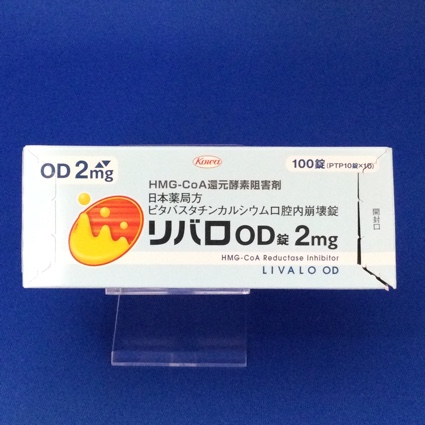 OD 2mg
Kowa
100錠 (PTP10錠×10)
HMG-CoA還元酵素阻害剤
日本薬局方
ピタバスタチンカルシウム口腔内崩壊錠
リバロOD錠 2mg
HMG-CoA Reductase Inhibitor
LIVALO OD
開封口